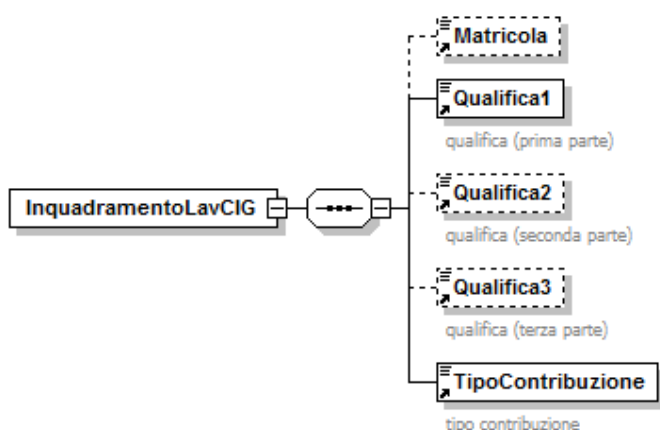 Matricola
Qualifica1
qualifica (prima parte)
InquadramentoLavCIG
Qualifica2
qualifica (seconda parte)
Qualifica3
qualifica (terza parte)
TipoContribuzione
tipo contribuzione